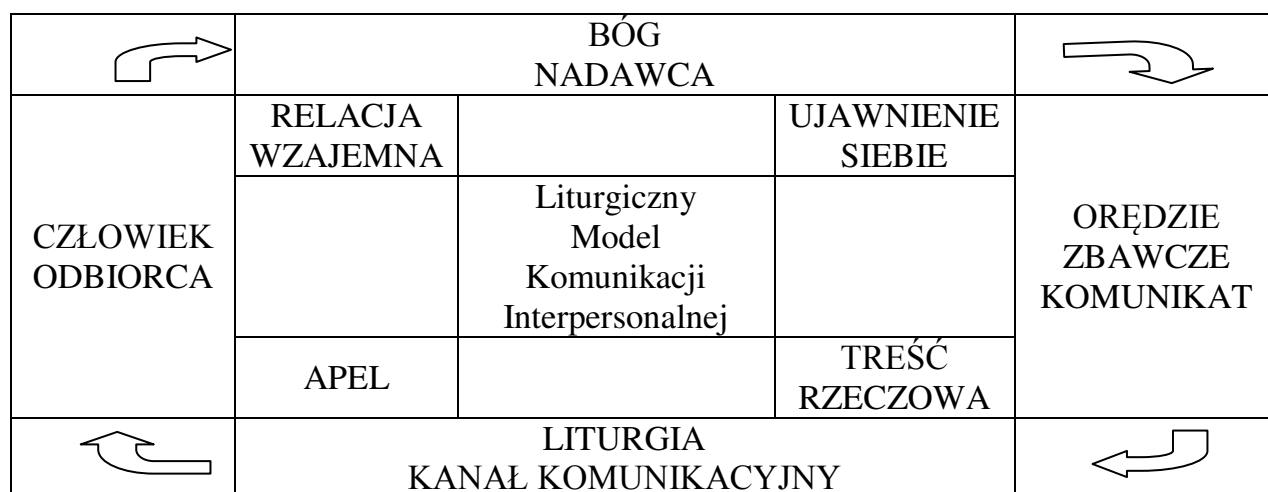 BÓG
NADAWCA
RELACJA
WZAJEMNA
UJAWNIENIE
SIEBIE
CZŁOWIEK
ODBIORCA
Liturgiczny
Model
Komunikacji
Interpersonalnej
ORĘDZIE
ZBAWCZE
KOMUNIKAT
APEL
TREŚĆ
RZECZOWA
LITURGIA
KANAŁ KOMUNIKACYJNY